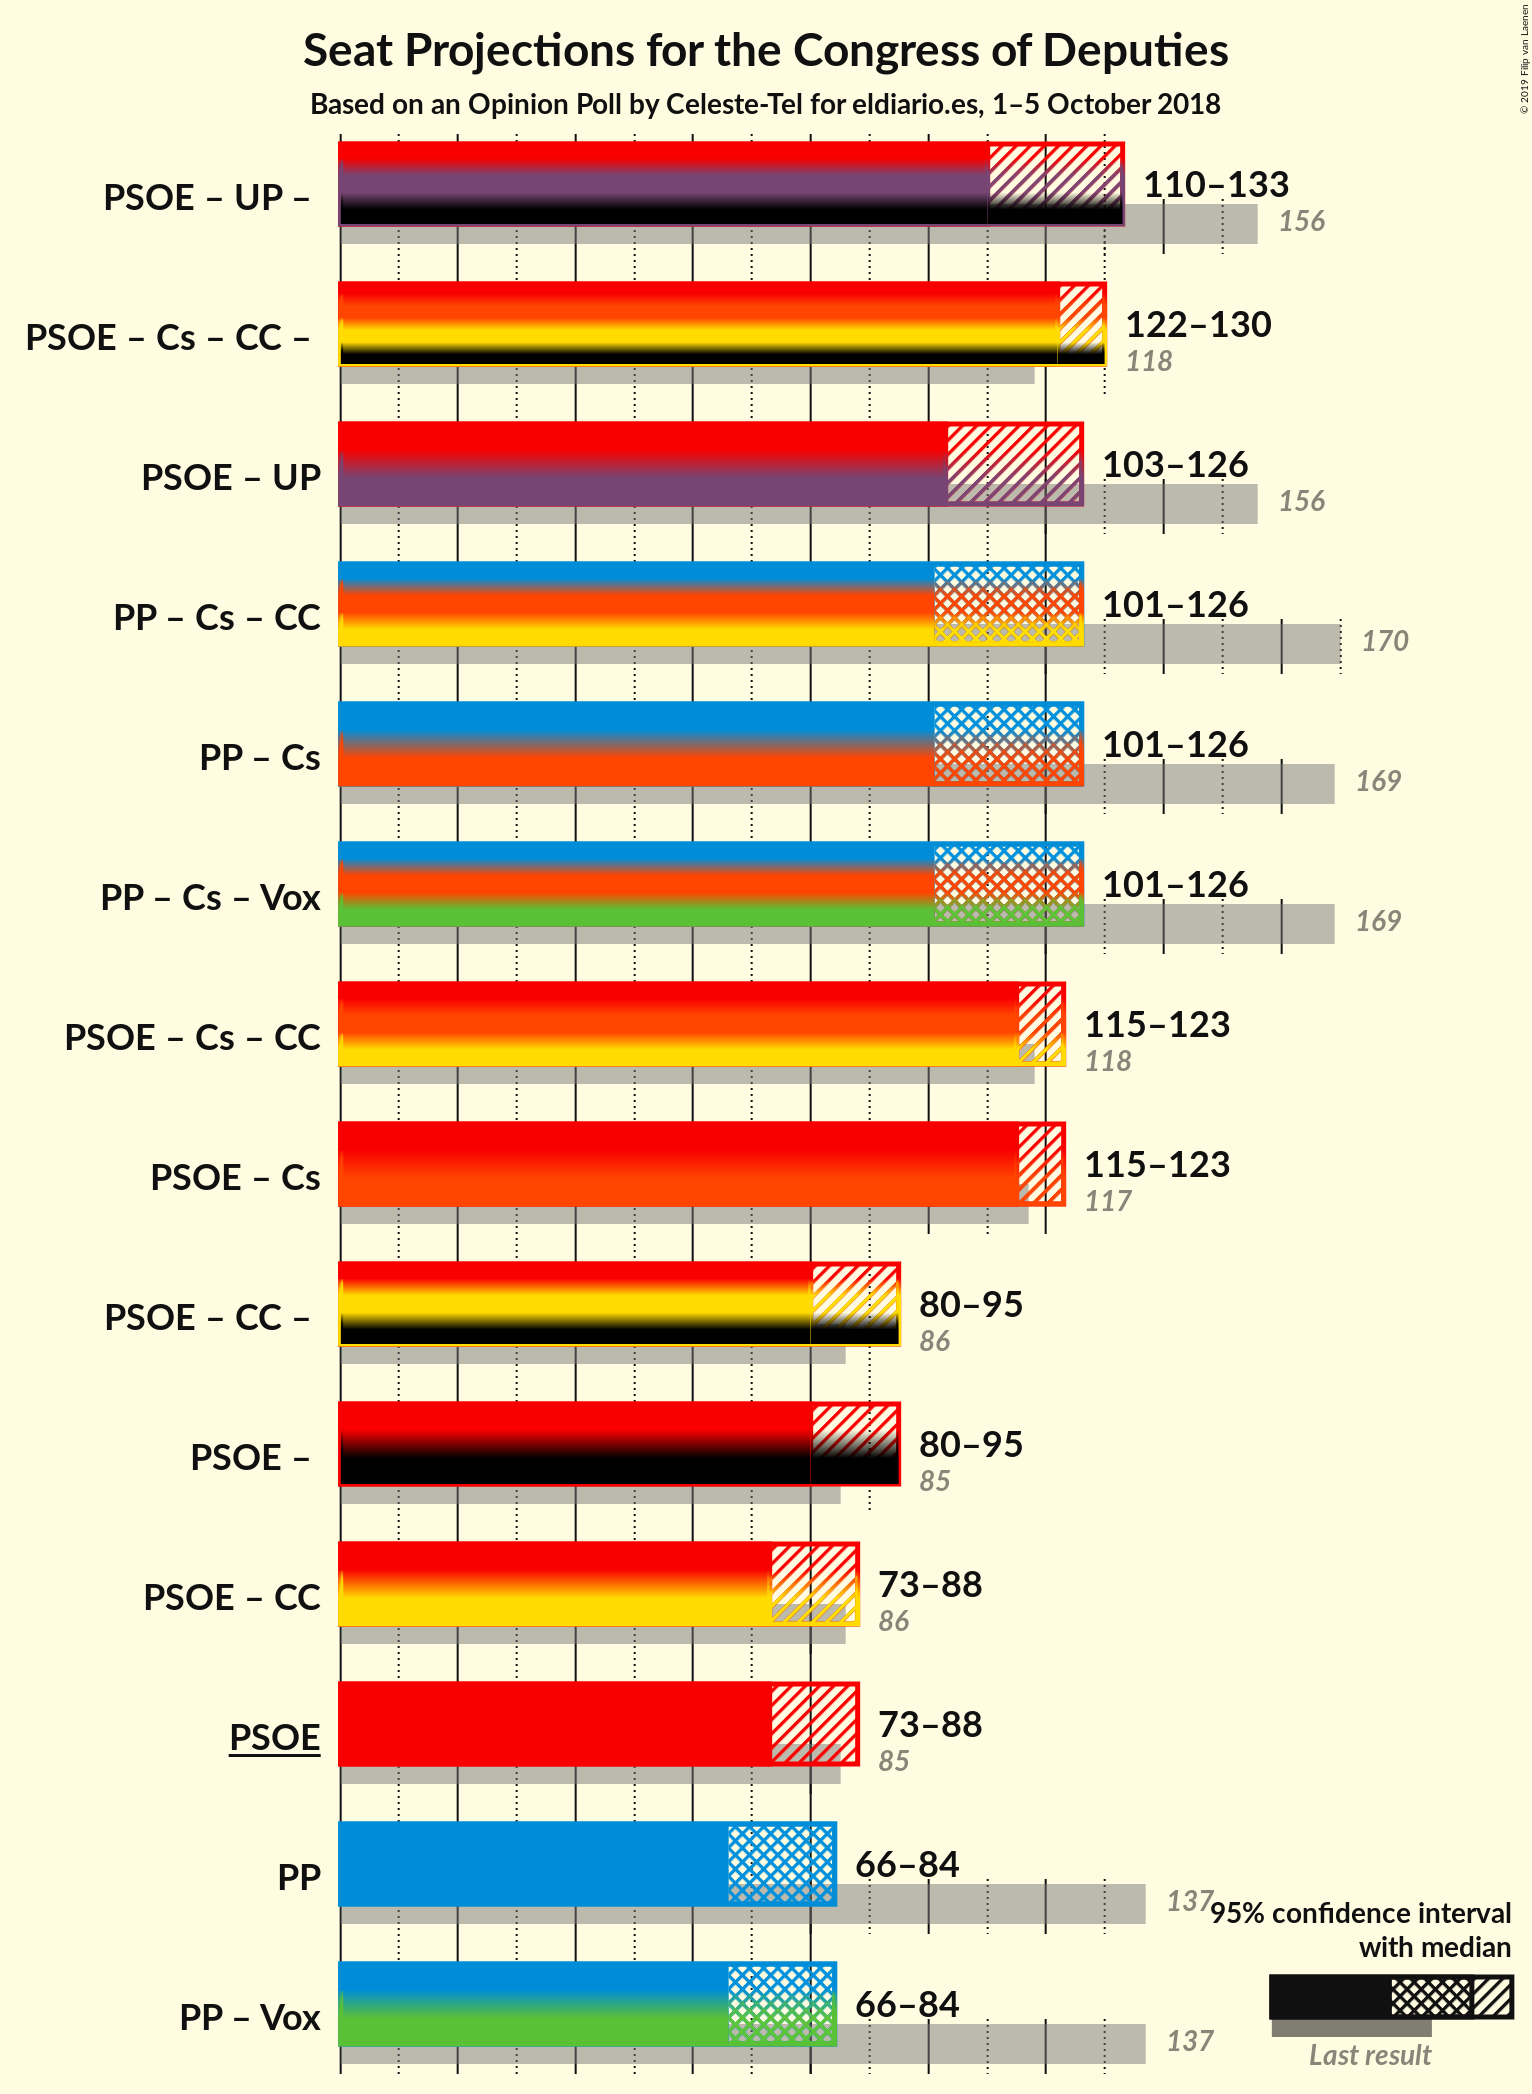 © 2019 Filip van Laenen
Seat Projections for the Congress of Deputies
Based on an Opinion Poll by Celeste-Tel for eldiario.es, 1–5 October 2018
PSOE – UP –
110–133
156
PSOE – Cs – CC –
122–130
118
PSOE – UP
103–126
156
PP – Cs – CC
101–126
170
PP – Cs
101–126
169
PP – Cs – Vox
101–126
169
PSOE – Cs – CC
115–123
118
PSOE – Cs
115–123
117
PSOE – CC –
80–95
86
PSOE –
80–95
85
PSOE – CC
73–88
86
PSOE
73–88
85
PP
66–84
137
PP – Vox
66–84
137
95% confidence interval
with median
Last result